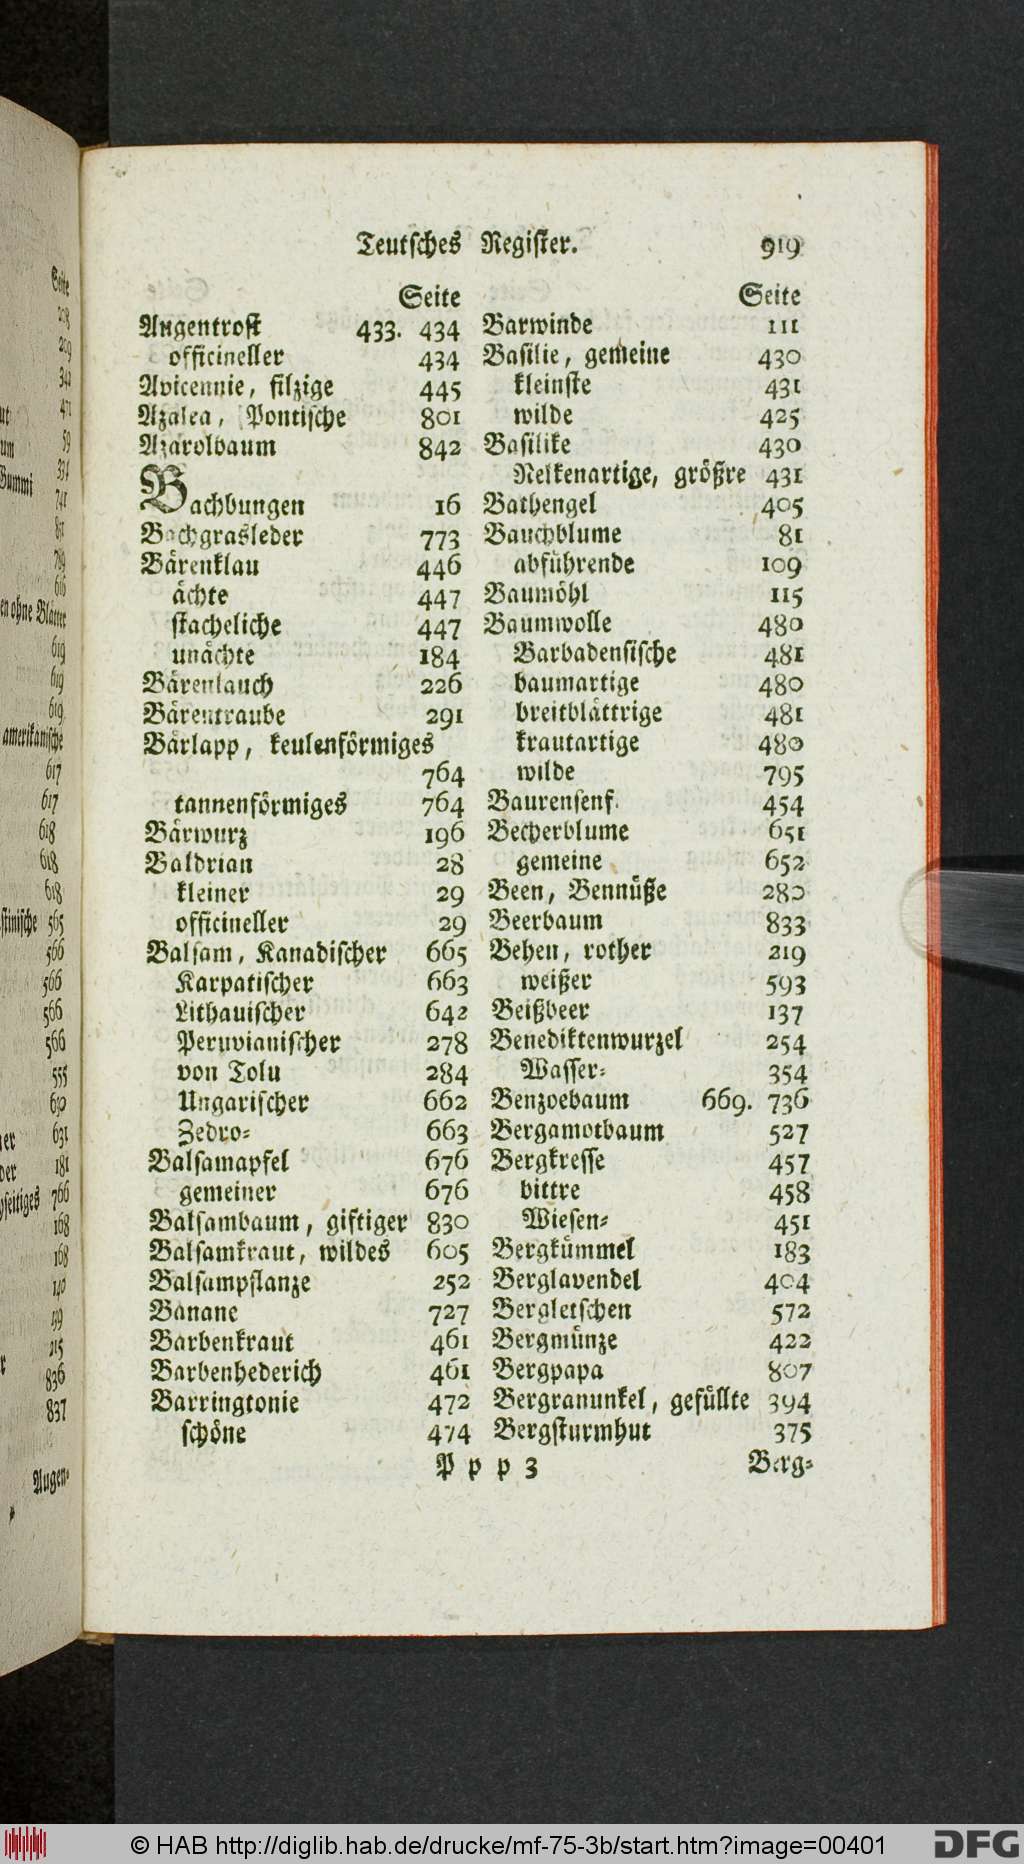 Teutsches Register. 919
Seite
Augentrost 433. 434
officineller 434
Avicennie, filzige 445
Azalea, Pontische 801
Azarolbaum 842
Bachbungen 16
Bachgrasleder 773
Bärenklau 446
ächte 447
stacheliche 447
unächte 184
Bärenlauch 226
Bärentraube 291
Bärlapp, keulenförmiges
764
tannenförmiges 764
Bärwurz 196
Baldrian 28
kleiner 29
officineller 29
Balsam, Kanadischer 665
Karpatischer 663
Lithauischer 642
Peruvianischer 278
von Tolu 284
Ungarischer 662
Zedro⸗ 663
Balsamapfel 676
gemeiner 676
Balsambaum, giftiger 830
Balsamkraut, wildes 605
Balsampflanze 252
Banane 727
Barbenkraut 461
Barbenhederich 461
Barringtonie 472
schöne 474
Seite
Barwinde 111
Basilie, gemeine 430
kleinste 431
wilde 425
Basilike 430
Nelkenartige, größre 431
Bathengel 405
Bauchblume 81
abführende 109
Baumöhl 115
Baumwolle 480
Barbadensische 481
baumartige 480
breitblättrige 481
krautartige 480
wilde 795
Baurensenf 454
Becherblume 651
gemeine 652
Been, Bennüße 280
Beerbaum 833
Behen, rother 219
weißer 593
Beißbeer 137
Benediktenwurzel 254
Wasser⸗ 354
Benzoebaum 669. 736
Bergamotbaum 527
Bergkresse 457
bittre 458
Wiesen⸗ 451
Bergkümmel 183
Berglavendel 404
Bergletschen 572
Bergmünze 422
Bergpapa 807
Bergranunkel, gefüllte 394
Bergsturmhut 375
P p p 3 Berg⸗
© HAB http://diglib.hab.de/drucke/mf-75-3b/start.htm?image=00401 DFG